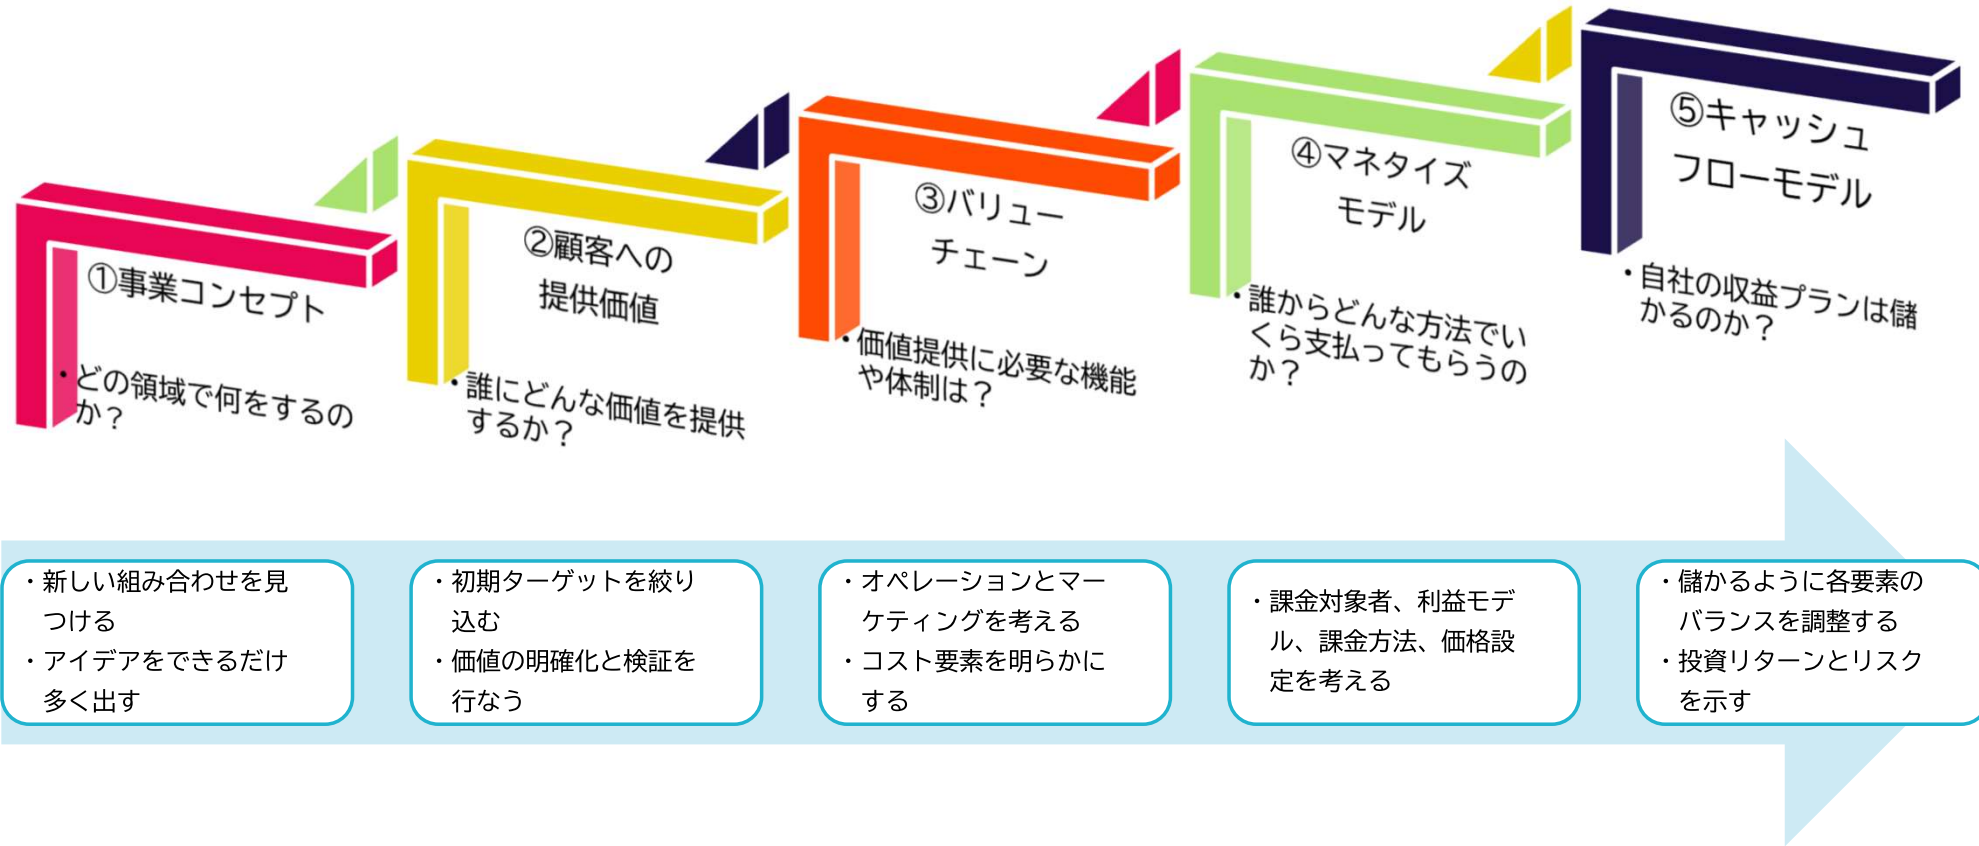 ①事業コンセプト
・どの領域で何をするの
か？
②顧客への
提供価値
・誰にどんな価値を提供
するか？
③バリュー
チェーン
・価値提供に必要な機能
や体制は？
④マネタイズ
モデル
・誰からどんな方法でい
くら支払ってもらうの
か？
⑤キャッシュ
フローモデル
・自社の収益プランは儲
かるのか？
・新しい組み合わせを見
つける
・アイデアをできるだけ
多く出す
・初期ターゲットを絞り
込む
・価値の明確化と検証を
行なう
・オペレーションとマー
ケティングを考える
・コスト要素を明らかに
する
・課金対象者、利益モデ
ル、課金方法、価格設
定を考える
・儲かるように各要素の
バランスを調整する
・投資リターンとリスク
を示す